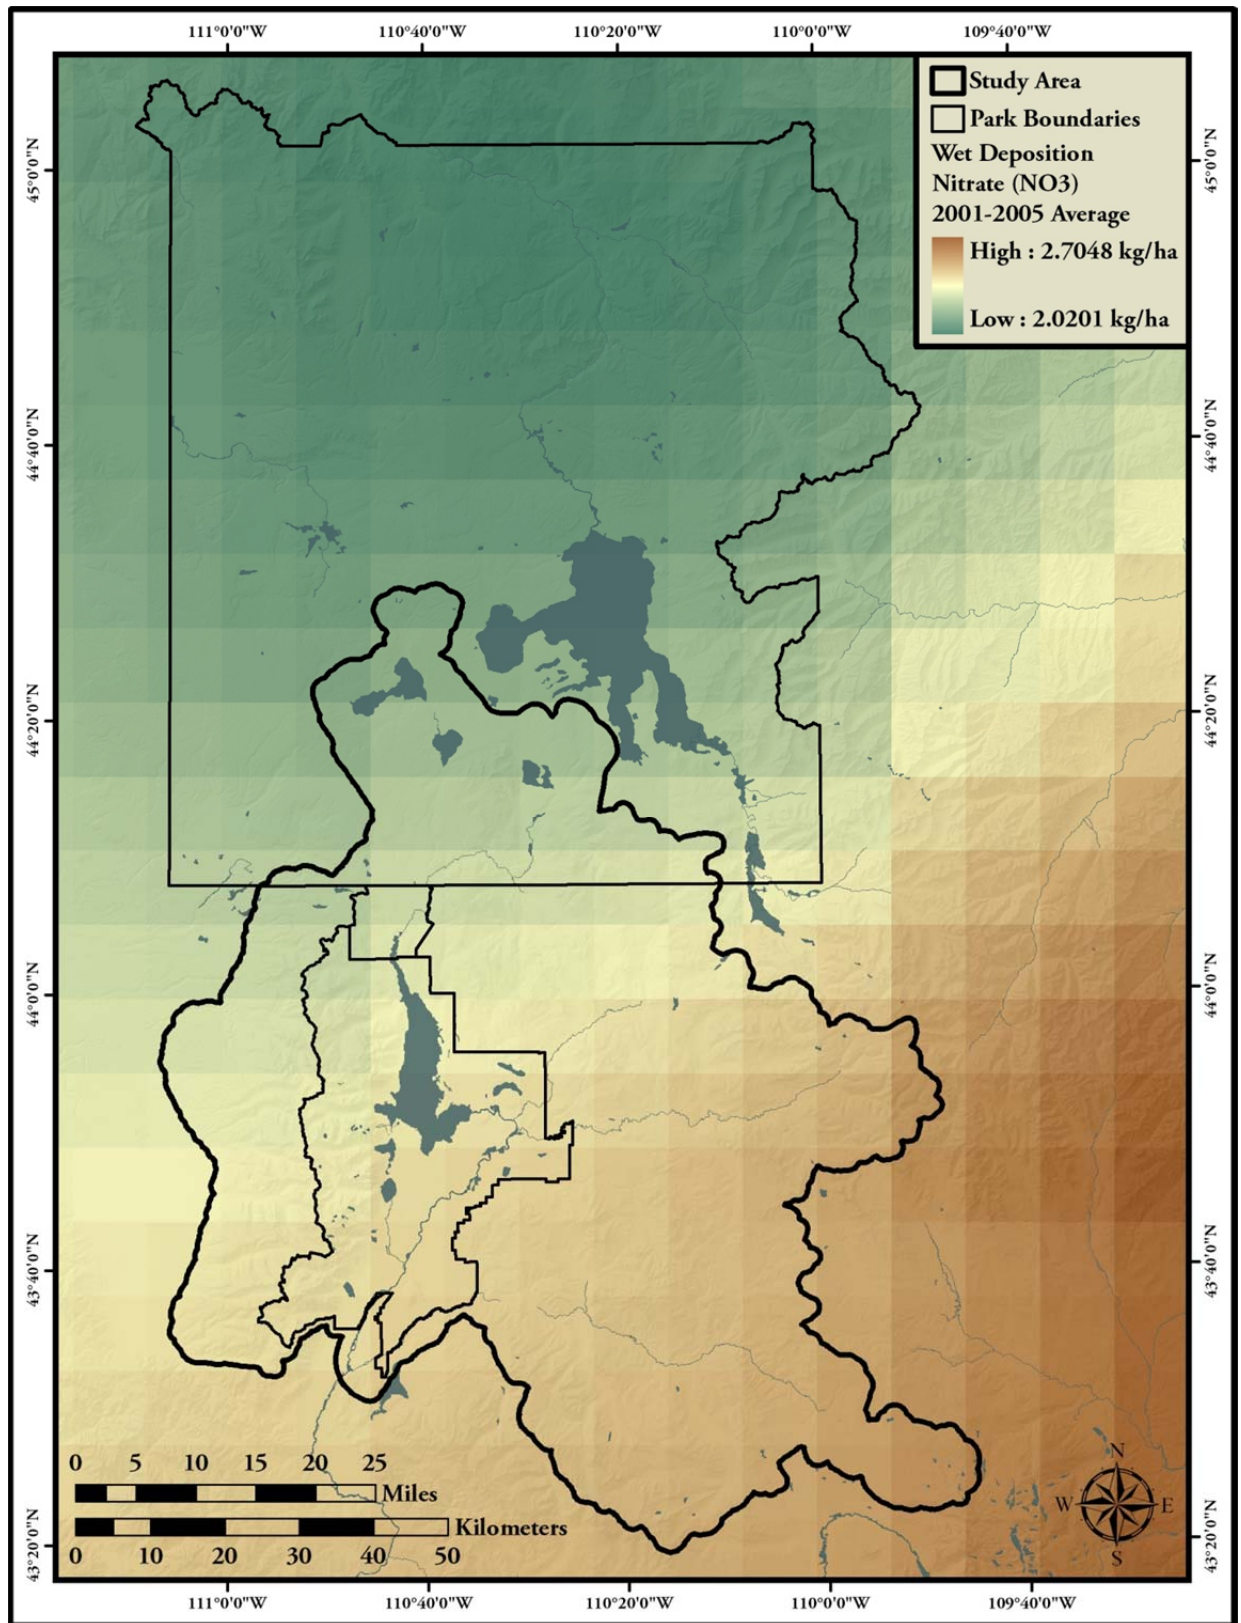 111°0'0"W 110°40'0"W 110°20'0"W 110°0'0"W 109°40'0"W
Study Area
Park Boundaries
Wet Deposition
Nitrate (NO3)
2001-2005 Average
High : 2.7048 kg/ha
Low : 2.0201 kg/ha
45°0'0"N 45°0'0"N
44°40'0"N 44°40'0"N
44°20'0"N 44°20'0"N
44°0'0"N 44°0'0"N
43°40'0"N 43°40'0"N
43°20'0"N 43°20'0"N
0 5 10 15 20 25
Miles
Kilometers
0 10 20 30 40 50
N
W E
S
111°0'0"W 110°40'0"W 110°20'0"W 110°0'0"W 109°40'0"W